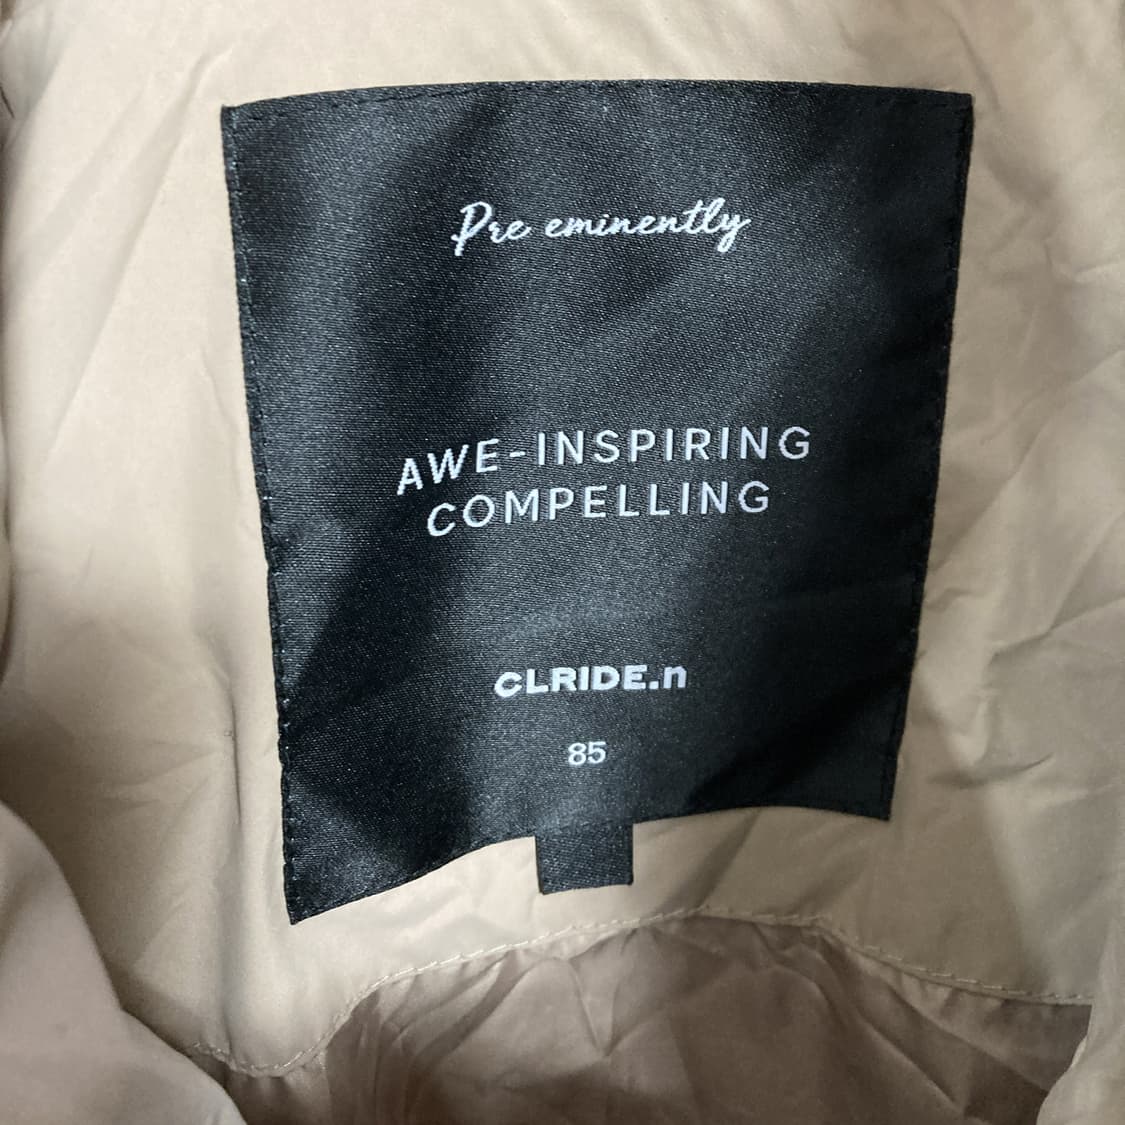 Pre eminently
AWE-INSPIRING
COMPELLING
CLRIDE.n
85